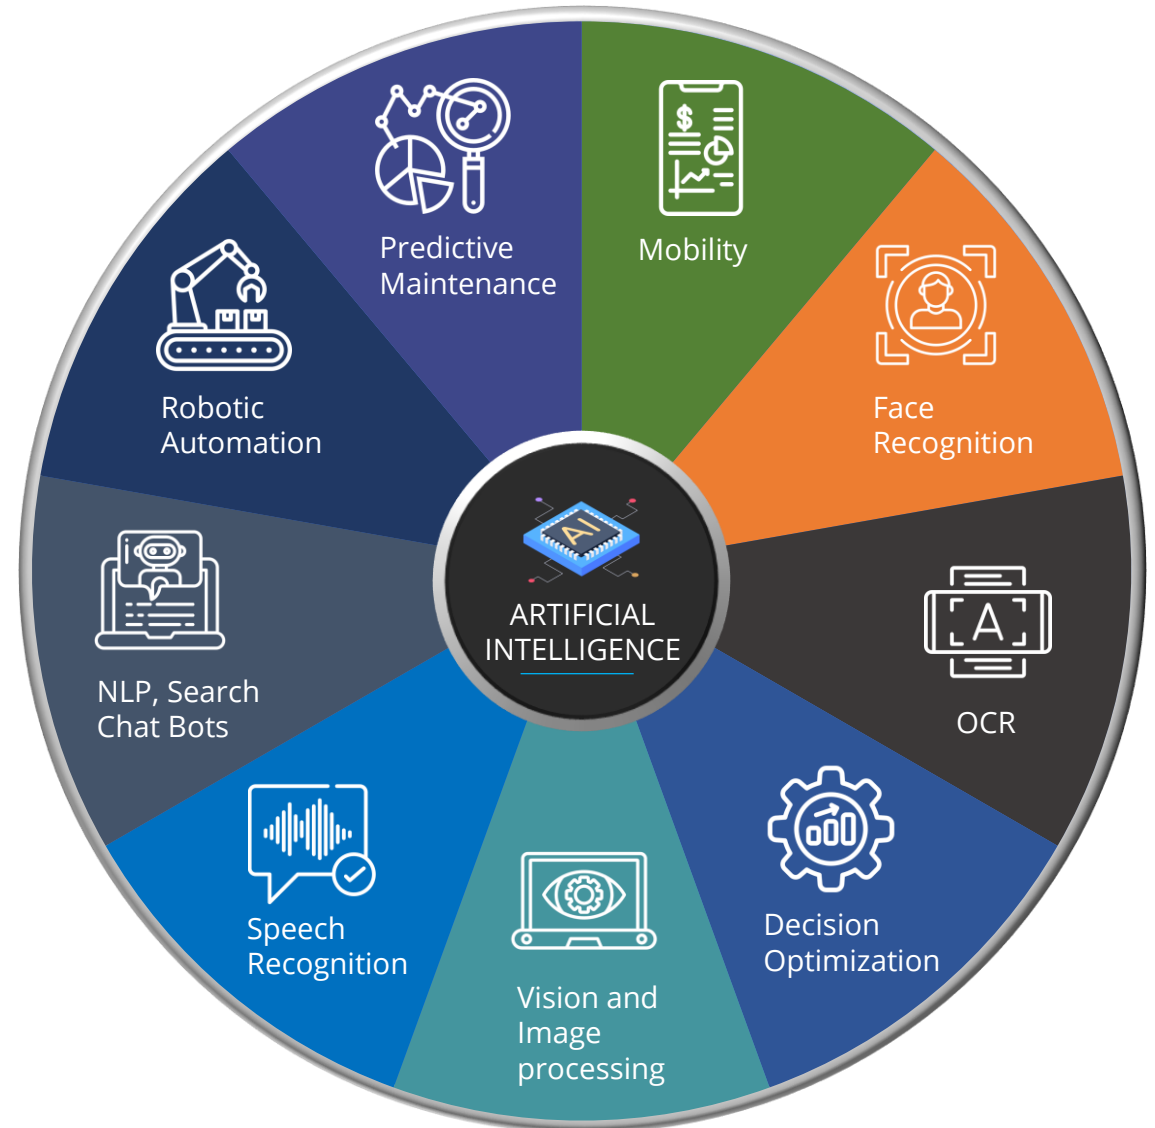 Predictive
Maintenance
$
Mobility
Face
Recognition
A
OCR
Decision
Optimization
Vision and
Image
processing
Speech
Recognition
NLP, Search
Chat Bots
Robotic
Automation
AI
ARTIFICIAL
INTELLIGENCE